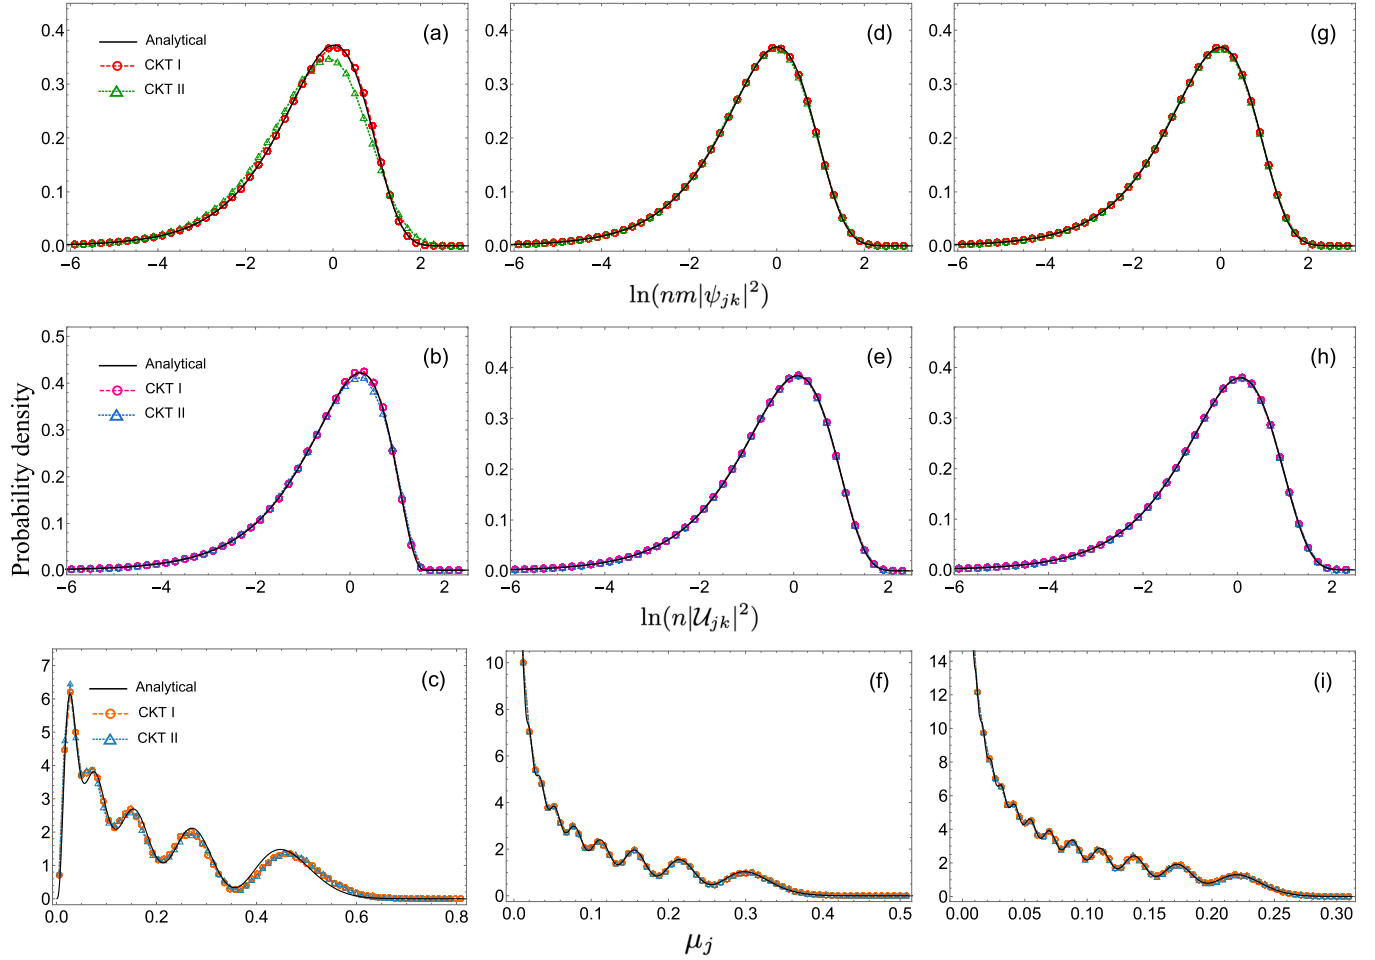 (a)
Analytical
CKT I
CKT II
0.4
0.3
0.2
0.1
0.0
−6 −4 −2 0 2
(d)
0.4
0.3
0.2
0.1
0.0
−6 −4 −2 0 2
(g)
0.4
0.3
0.2
0.1
0.0
−6 −4 −2 0 2
ln(nm|ψjk|²)
Probability density
(b)
Analytical
CKT I
CKT II
0.5
0.4
0.3
0.2
0.1
0.0
−6 −4 −2 0 2
(e)
0.4
0.3
0.2
0.1
0.0
−6 −4 −2 0 2
(h)
0.4
0.3
0.2
0.1
0.0
−6 −4 −2 0 2
ln(n|𝒰jk|²)
(c)
Analytical
CKT I
CKT II
7
6
5
4
3
2
1
0
0.0 0.2 0.4 0.6 0.8
(f)
10
8
6
4
2
0
0.0 0.1 0.2 0.3 0.4 0.5
(i)
14
12
10
8
6
4
2
0
0.00 0.05 0.10 0.15 0.20 0.25 0.30
μj